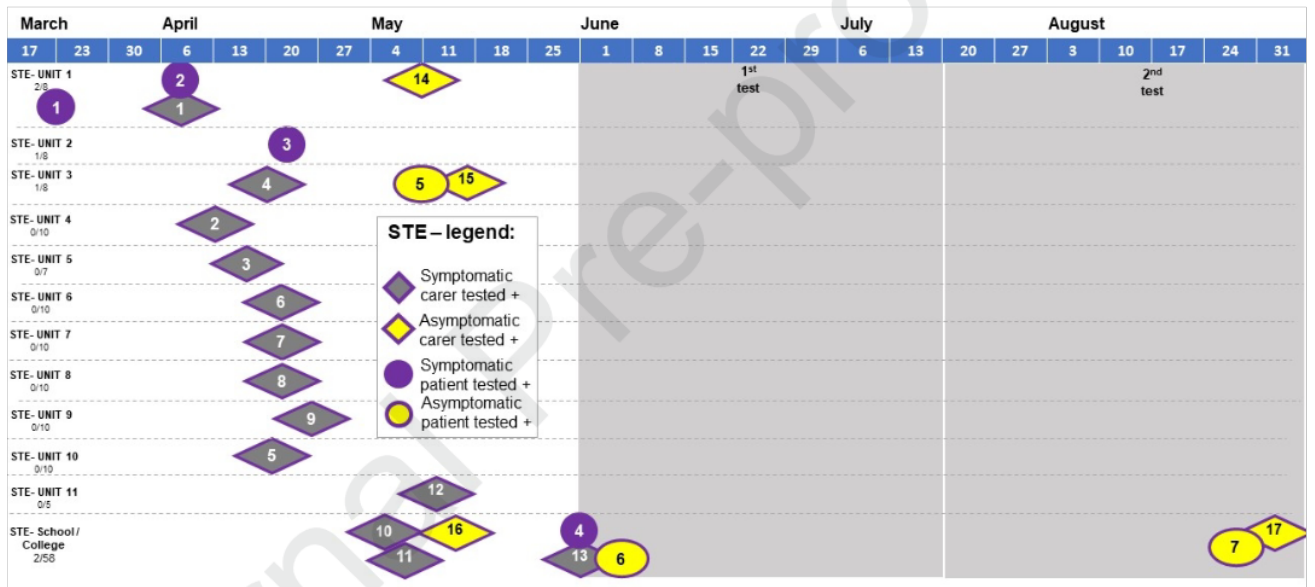 March April May June July August
17 23 30 6 13 20 27 4 11 18 25 1 8 15 22 29 6 13 20 27 3 10 17 24 31
STE- UNIT 1
2/8
2
14
1st
test
2nd
test
1
1
STE- UNIT 2
1/8
3
STE- UNIT 3
1/8
4
5
15
STE- UNIT 4
0/10
2
STE – legend:
Symptomatic
carer tested +
Asymptomatic
carer tested +
Symptomatic
patient tested +
Asymptomatic
patient tested +
STE- UNIT 5
0/7
3
STE- UNIT 6
0/10
6
STE- UNIT 7
0/10
7
STE- UNIT 8
0/10
8
STE- UNIT 9
0/10
9
STE- UNIT 10
0/10
5
STE- UNIT 11
0/5
12
STE- School /
College
2/58
10
16
4
17
11
13
6
7
rnal Pre-pro